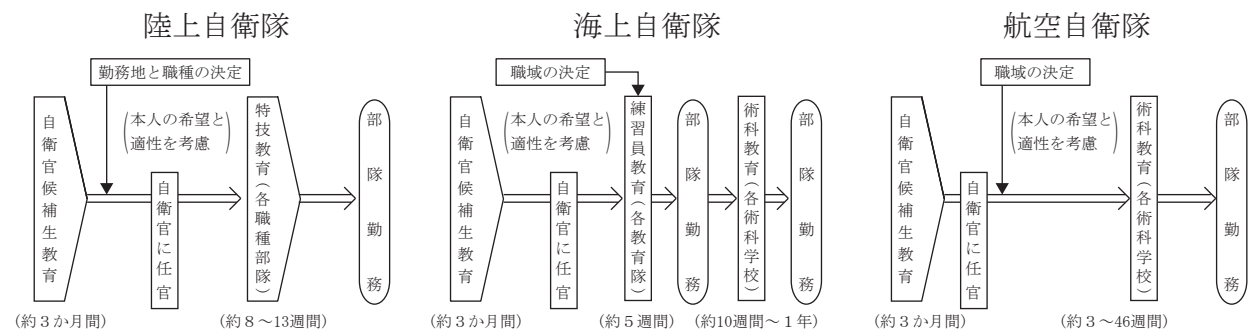 陸上自衛隊
勤務地と職種の決定
自衛官候補生教育
(本人の希望と
適性を考慮)
自衛官に任官
特技教育(各職種部隊)
部隊勤務
(約3か月間)
(約8〜13週間)
海上自衛隊
職域の決定
自衛官候補生教育
(本人の希望と
適性を考慮)
自衛官に任官
練習員教育(各教育隊)
部隊勤務
術科教育(各術科学校)
部隊勤務
(約3か月間)
(約5週間)
(約10週間〜1年)
航空自衛隊
職域の決定
自衛官候補生教育
(本人の希望と
適性を考慮)
自衛官に任官
術科教育(各術科学校)
部隊勤務
(約3か月間)
(約3〜46週間)